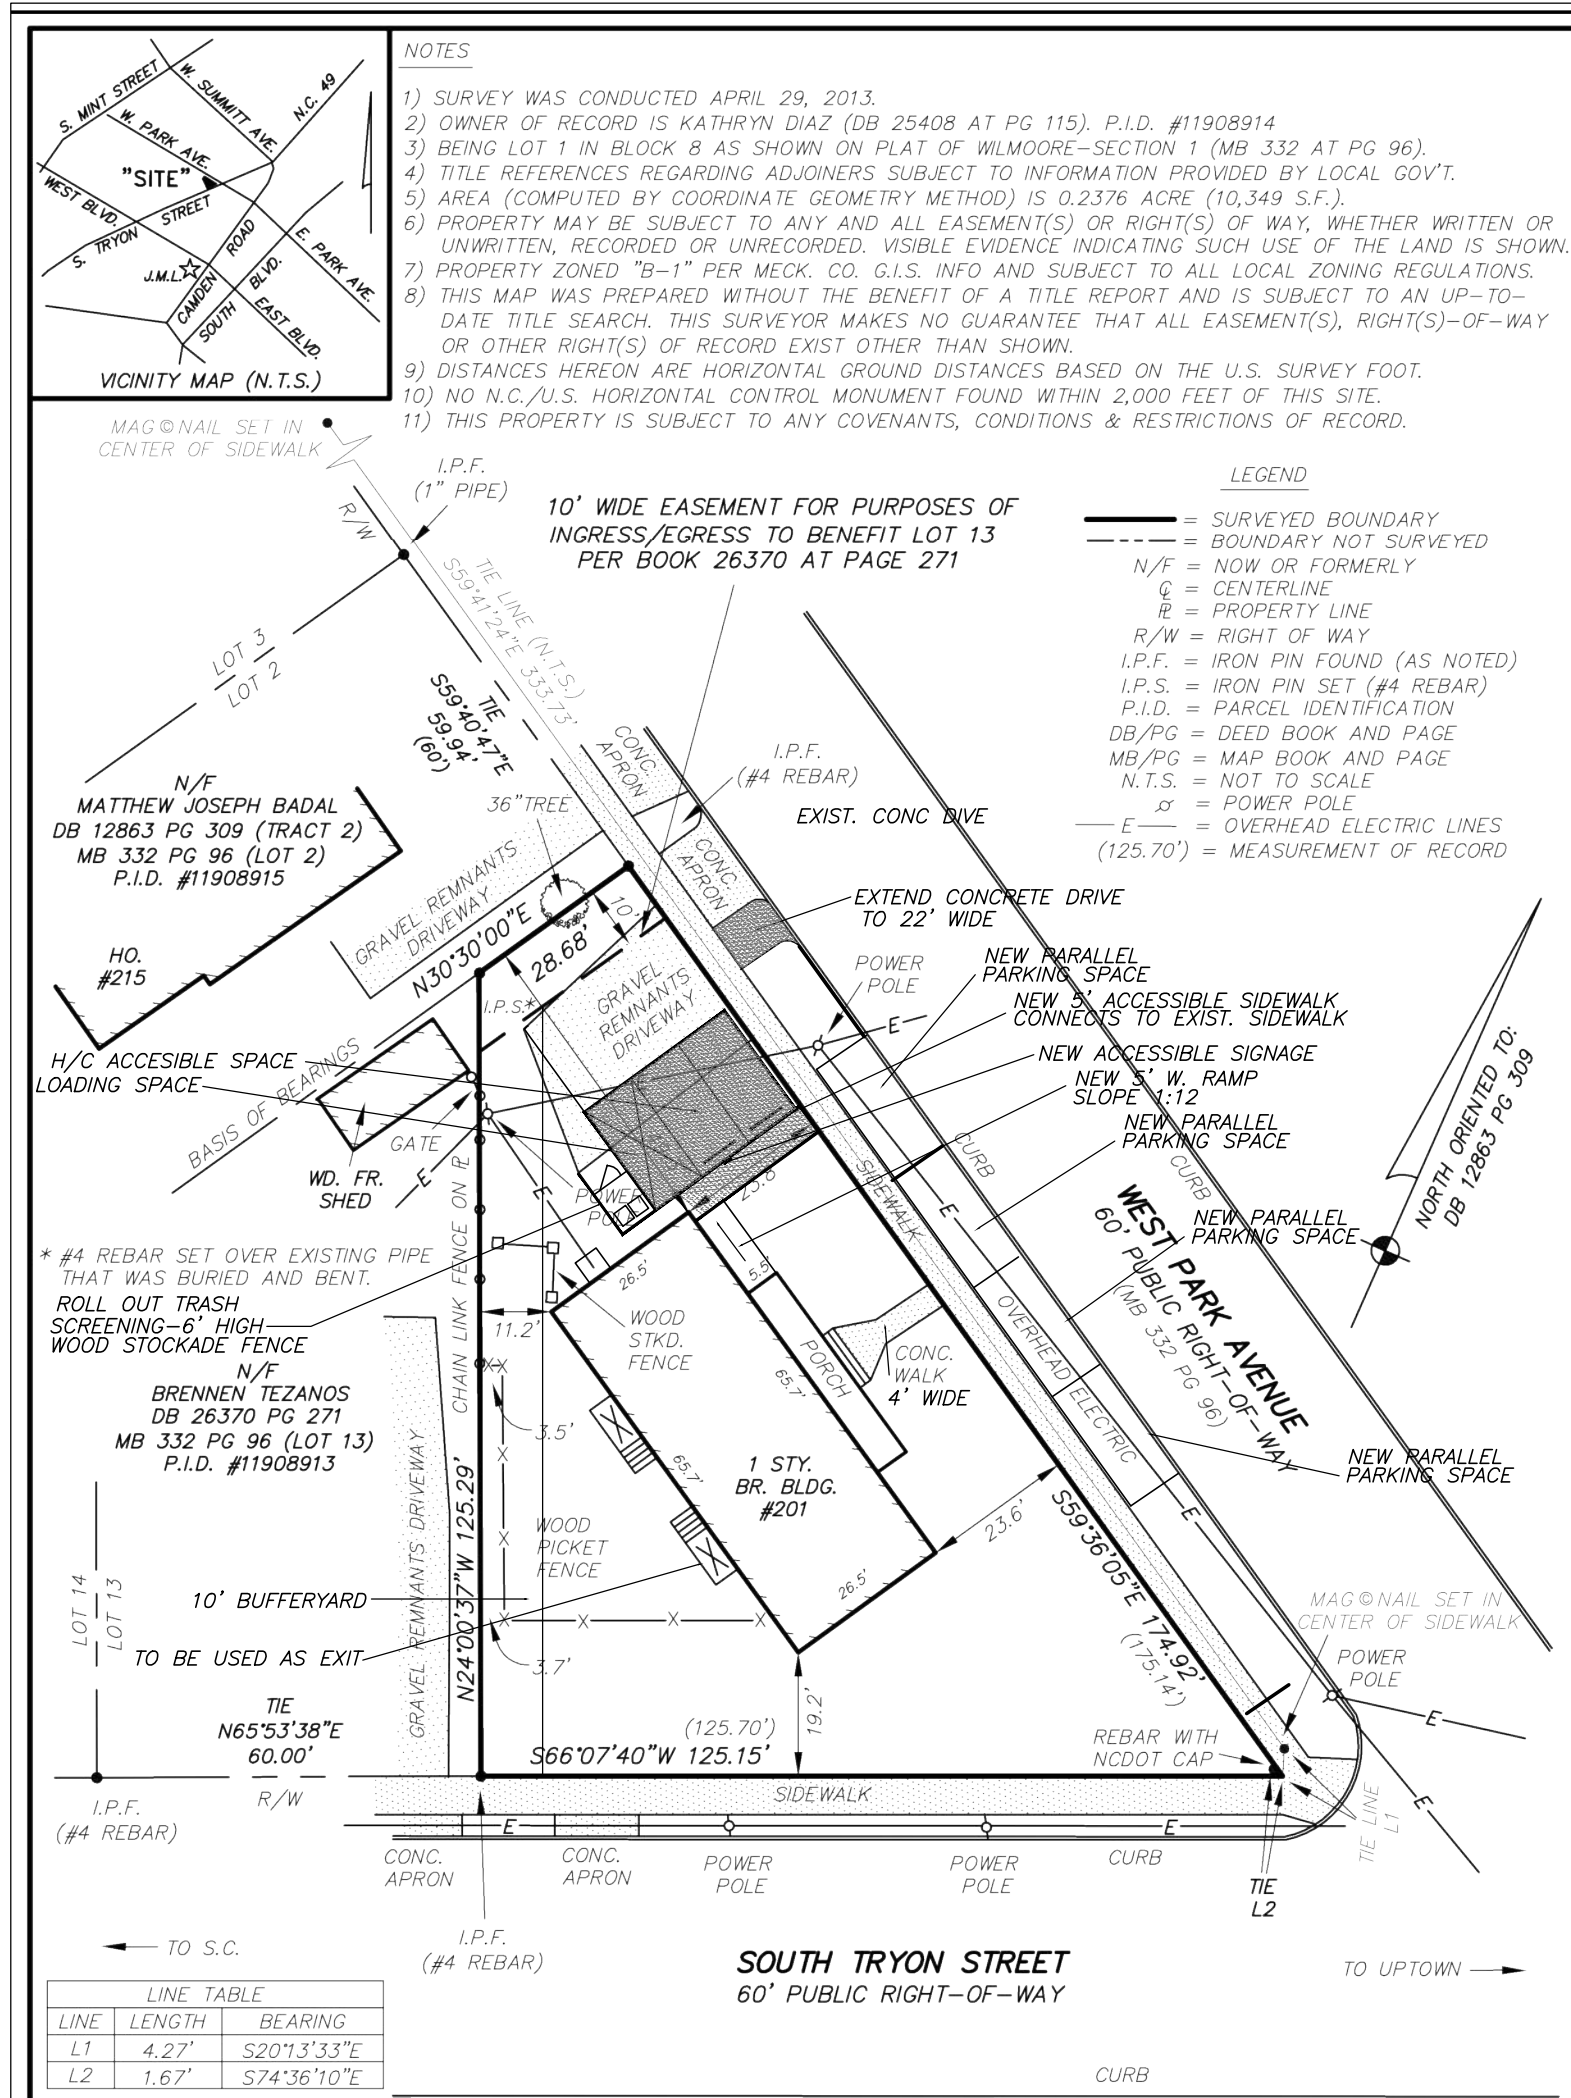 S. MINT STREET
W. SUMMITT AVE.
N.C. 49
W. PARK AVE.
"SITE"
WEST BLVD.
STREET
S. TRYON
ROAD
E. PARK AVE.
J.M.L.
BLVD.
CAMDEN
SOUTH
EAST BLVD.
VICINITY MAP (N.T.S.)
NOTES
1) SURVEY WAS CONDUCTED APRIL 29, 2013.
2) OWNER OF RECORD IS KATHRYN DIAZ (DB 25408 AT PG 115). P.I.D. #11908914
3) BEING LOT 1 IN BLOCK 8 AS SHOWN ON PLAT OF WILMOORE-SECTION 1 (MB 332 AT PG 96).
4) TITLE REFERENCES REGARDING ADJOINERS SUBJECT TO INFORMATION PROVIDED BY LOCAL GOV'T.
5) AREA (COMPUTED BY COORDINATE GEOMETRY METHOD) IS 0.2376 ACRE (10,349 S.F.).
6) PROPERTY MAY BE SUBJECT TO ANY AND ALL EASEMENT(S) OR RIGHT(S) OF WAY, WHETHER WRITTEN OR
UNWRITTEN, RECORDED OR UNRECORDED. VISIBLE EVIDENCE INDICATING SUCH USE OF THE LAND IS SHOWN.
7) PROPERTY ZONED "B-1" PER MECK. CO. G.I.S. INFO AND SUBJECT TO ALL LOCAL ZONING REGULATIONS.
8) THIS MAP WAS PREPARED WITHOUT THE BENEFIT OF A TITLE REPORT AND IS SUBJECT TO AN UP-TO-
DATE TITLE SEARCH. THIS SURVEYOR MAKES NO GUARANTEE THAT ALL EASEMENT(S), RIGHT(S)-OF-WAY
OR OTHER RIGHT(S) OF RECORD EXIST OTHER THAN SHOWN.
9) DISTANCES HEREON ARE HORIZONTAL GROUND DISTANCES BASED ON THE U.S. SURVEY FOOT.
10) NO N.C./U.S. HORIZONTAL CONTROL MONUMENT FOUND WITHIN 2,000 FEET OF THIS SITE.
11) THIS PROPERTY IS SUBJECT TO ANY COVENANTS, CONDITIONS & RESTRICTIONS OF RECORD.
MAG © NAIL SET IN
CENTER OF SIDEWALK
I.P.F.
(1" PIPE)
R/W
10' WIDE EASEMENT FOR PURPOSES OF
INGRESS/EGRESS TO BENEFIT LOT 13
PER BOOK 26370 AT PAGE 271
LEGEND
= SURVEYED BOUNDARY
= BOUNDARY NOT SURVEYED
N/F = NOW OR FORMERLY
℄ = CENTERLINE
PL = PROPERTY LINE
R/W = RIGHT OF WAY
I.P.F. = IRON PIN FOUND (AS NOTED)
I.P.S. = IRON PIN SET (#4 REBAR)
P.I.D. = PARCEL IDENTIFICATION
DB/PG = DEED BOOK AND PAGE
MB/PG = MAP BOOK AND PAGE
N.T.S. = NOT TO SCALE
= POWER POLE
E = OVERHEAD ELECTRIC LINES
(125.70') = MEASUREMENT OF RECORD
TIE LINE (N.T.S.)
S59°41'24"E 333.73'
LOT 3
LOT 2
TIE
S59°40'47"E
59.94'
(60')
CONC.
APRON
I.P.F.
(#4 REBAR)
EXIST. CONC DIVE
N/F
MATTHEW JOSEPH BADAL
DB 12863 PG 309 (TRACT 2)
MB 332 PG 96 (LOT 2)
P.I.D. #11908915
36"TREE
CONC.
APRON
GRAVEL REMNANTS
DRIVEWAY
10'
EXTEND CONCRETE DRIVE
TO 22' WIDE
HO.
#215
N30°30'00"E
28.68'
I.P.S.*
GRAVEL
REMNANTS
DRIVEWAY
POWER
POLE
NEW PARALLEL
PARKING SPACE
NEW 5' ACCESSIBLE SIDEWALK
CONNECTS TO EXIST. SIDEWALK
E
NEW ACCESSIBLE SIGNAGE
NEW 5' W. RAMP
SLOPE 1:12
NEW PARALLEL
PARKING SPACE
NORTH ORIENTED TO:
DB 12863 PG 309
H/C ACCESIBLE SPACE
LOADING SPACE
BASIS OF BEARINGS
GATE
WD. FR.
SHED
E
E
POWER
POLE
25.8'
SIDEWALK
CURB
CURB
E
WEST PARK AVENUE
60' PUBLIC RIGHT-OF-WAY
(MB 332 PG 96)
NEW PARALLEL
PARKING SPACE
* #4 REBAR SET OVER EXISTING PIPE
THAT WAS BURIED AND BENT.
ROLL OUT TRASH
SCREENING-6' HIGH
WOOD STOCKADE FENCE
CHAIN LINK FENCE ON PL
26.5'
5.5'
11.2'
WOOD
STKD.
FENCE
65.7'
PORCH
CONC.
WALK
4' WIDE
OVERHEAD ELECTRIC
N/F
BRENNEN TEZANOS
DB 26370 PG 271
MB 332 PG 96 (LOT 13)
P.I.D. #11908913
3.5'
65.7'
1 STY.
BR. BLDG.
#201
NEW PARALLEL
PARKING SPACE
E
23.6'
S59°36'05"E 174.92'
(175.14')
GRAVEL REMNANTS DRIVEWAY
N24°00'37"W 125.29'
WOOD
PICKET
FENCE
26.5'
LOT 14
LOT 13
10' BUFFERYARD
TO BE USED AS EXIT
3.7'
MAG © NAIL SET IN
CENTER OF SIDEWALK
POWER
POLE
E
TIE
N65°53'38"E
60.00'
19.2'
(125.70')
S66°07'40"W 125.15'
REBAR WITH
NCDOT CAP
R/W
I.P.F.
(#4 REBAR)
SIDEWALK
E
E
E
TIE LINE
L1
CONC.
APRON
CONC.
APRON
POWER
POLE
POWER
POLE
CURB
TIE
L2
I.P.F.
(#4 REBAR)
TO S.C.
SOUTH TRYON STREET
60' PUBLIC RIGHT-OF-WAY
TO UPTOWN
LINE TABLE
LINE LENGTH BEARING
L1 4.27' S20°13'33"E
L2 1.67' S74°36'10"E
CURB